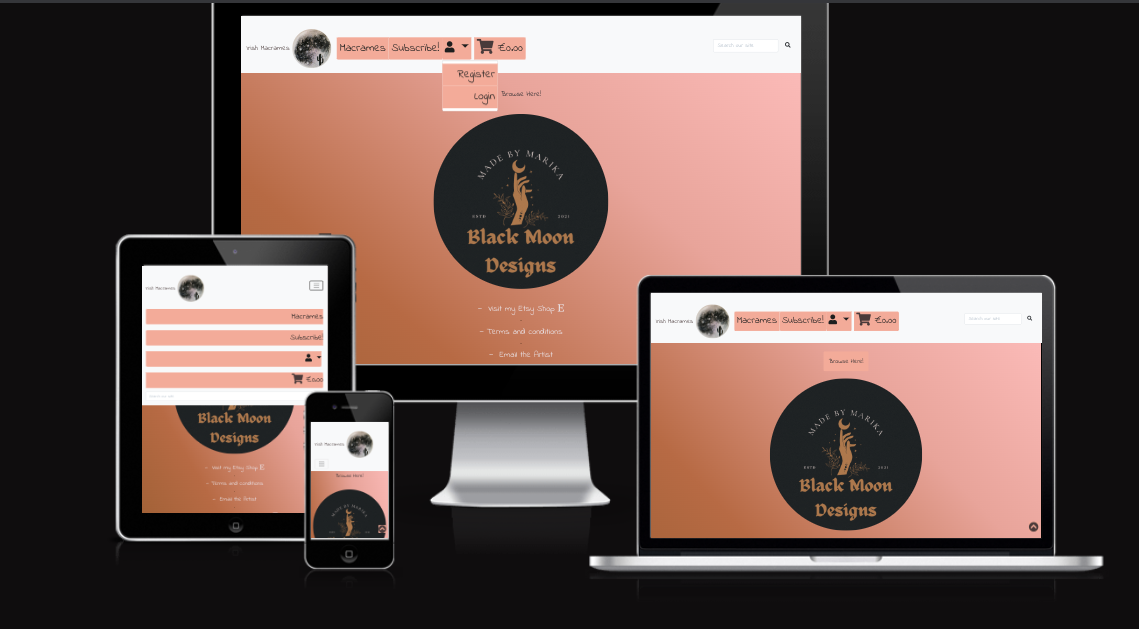 Irish Macrames
Macrames
Subscribe!
€0.00
Search our site
Register
Login
Browse Here!
MADE BY MARIKA
ESTD
2021
Black Moon
Designs
- Visit my Etsy Shop E
-
- Terms and conditions
-
- Email the Artist
Irish Macrames
Macrames
Subscribe!
€0.00
Search our site
Black Moon
Designs
- Visit my Etsy Shop E
- Terms and conditions
- Email the Artist
Irish Macrames
Browse Here!
MADE BY MARIKA
Irish Macrames
Macrames
Subscribe!
€0.00
Search our site
Browse Here!
MADE BY MARIKA
ESTD
2021
Black Moon
Designs